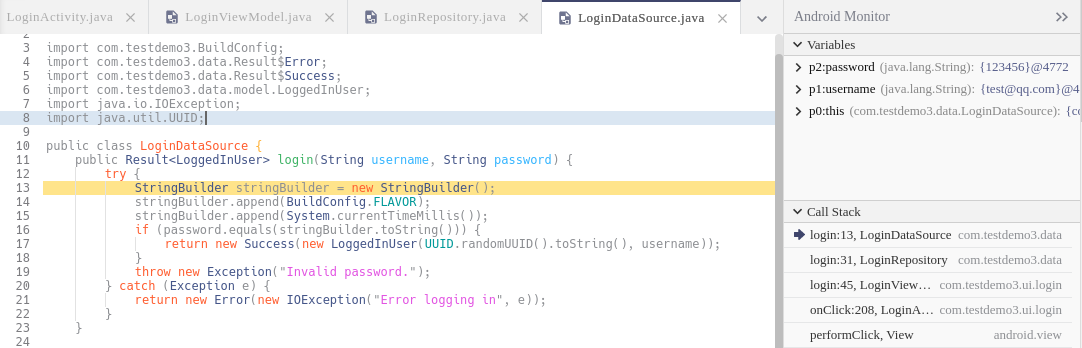 LoginActivity.java
LoginViewModel.java
LoginRepository.java
LoginDataSource.java
2
3 import com.testdemo3.BuildConfig;
4 import com.testdemo3.data.Result$Error;
5 import com.testdemo3.data.Result$Success;
6 import com.testdemo3.data.model.LoggedInUser;
7 import java.io.IOException;
8 import java.util.UUID;
9
10 public class LoginDataSource {
11 public Result<LoggedInUser> login(String username, String password) {
12 try {
13 StringBuilder stringBuilder = new StringBuilder();
14 stringBuilder.append(BuildConfig.FLAVOR);
15 stringBuilder.append(System.currentTimeMillis());
16 if (password.equals(stringBuilder.toString())) {
17 return new Success(new LoggedInUser(UUID.randomUUID().toString(), username));
18 }
19 throw new Exception("Invalid password.");
20 } catch (Exception e) {
21 return new Error(new IOException("Error logging in", e));
22 }
23 }
24
Android Monitor
Variables
p2:password (java.lang.String): {123456}@4772
p1:username (java.lang.String): {test@qq.com}@4
p0:this (com.testdemo3.data.LoginDataSource): {c
Call Stack
login:13, LoginDataSource com.testdemo3.data
login:31, LoginRepository com.testdemo3.data
login:45, LoginView... com.testdemo3.ui.login
onClick:208, LoginA... com.testdemo3.ui.login
performClick, View android.view